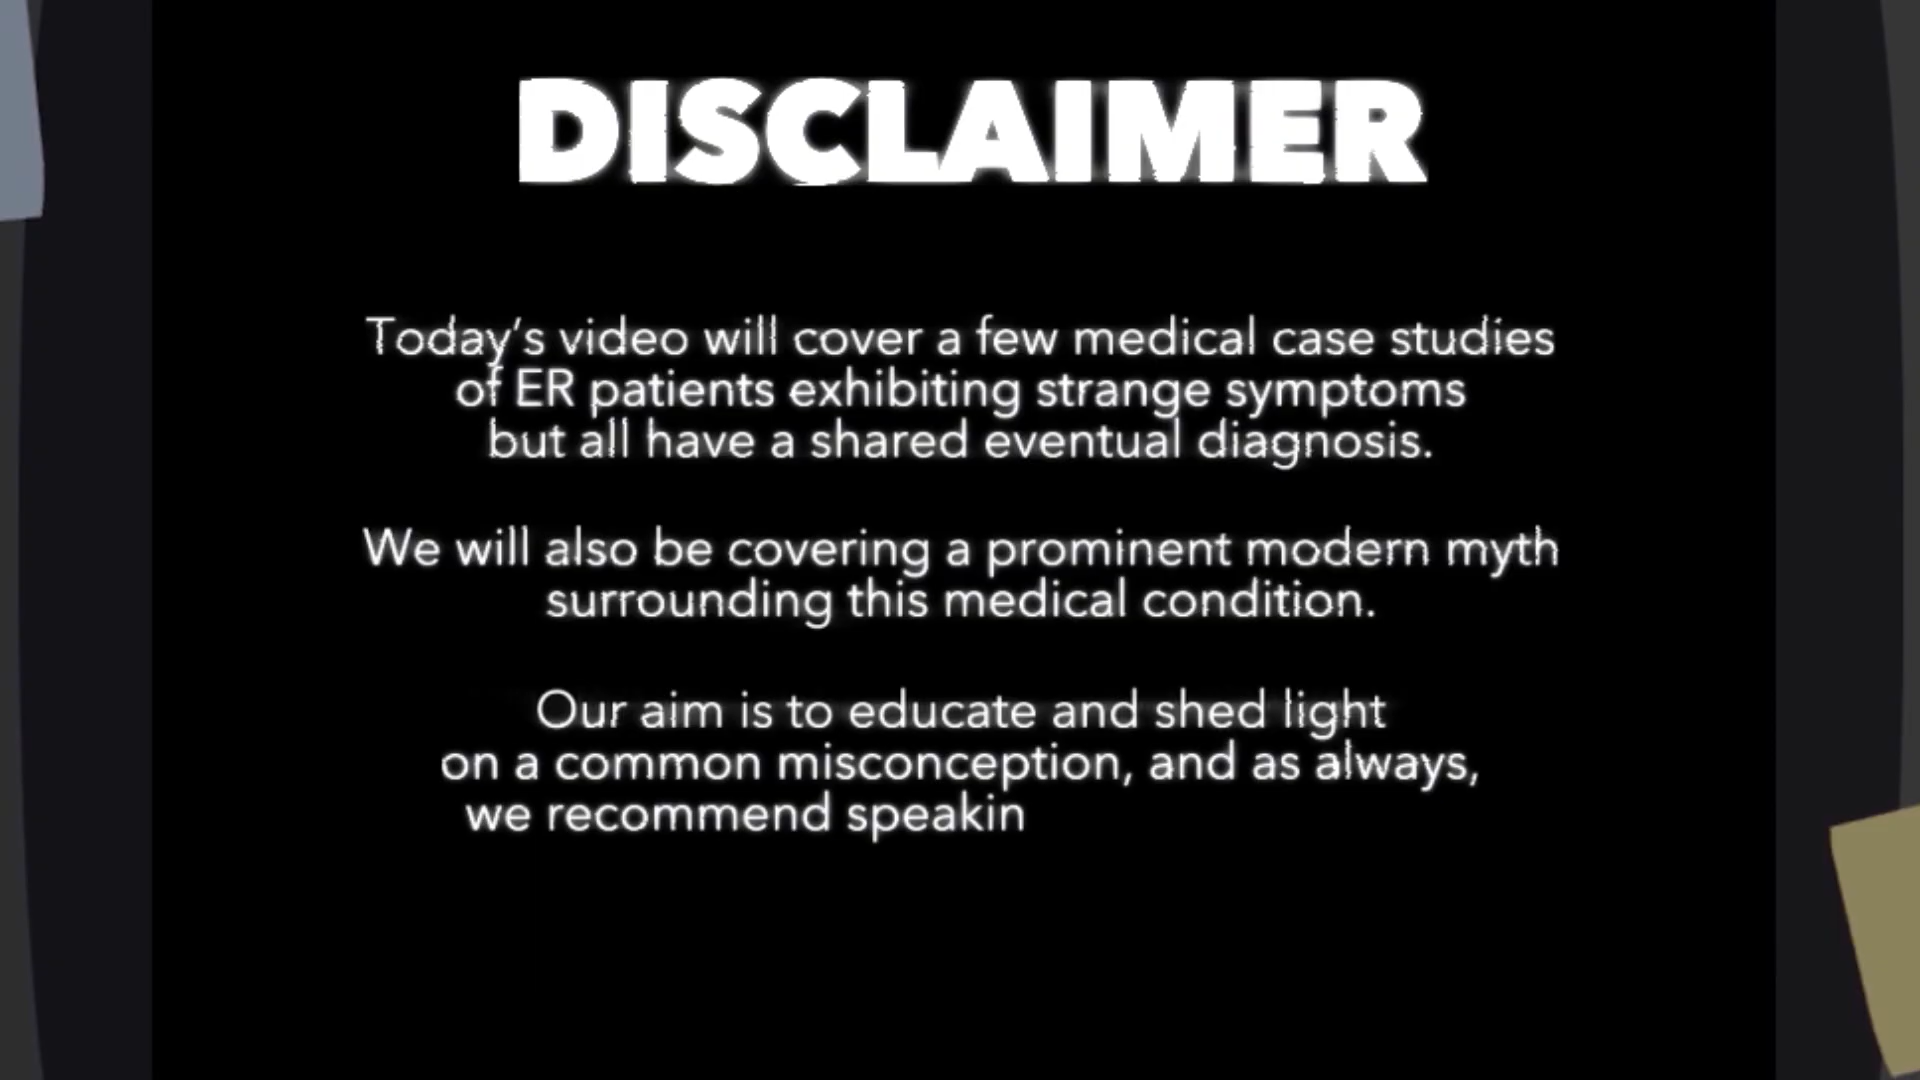 DISCLAIMER
Today's video will cover a few medical case studies
of ER patients exhibiting strange symptoms
but all have a shared eventual diagnosis.
We will also be covering a prominent modern myth
surrounding this medical condition.
Our aim is to educate and shed light
on a common misconception, and as always,
we recommend speakin